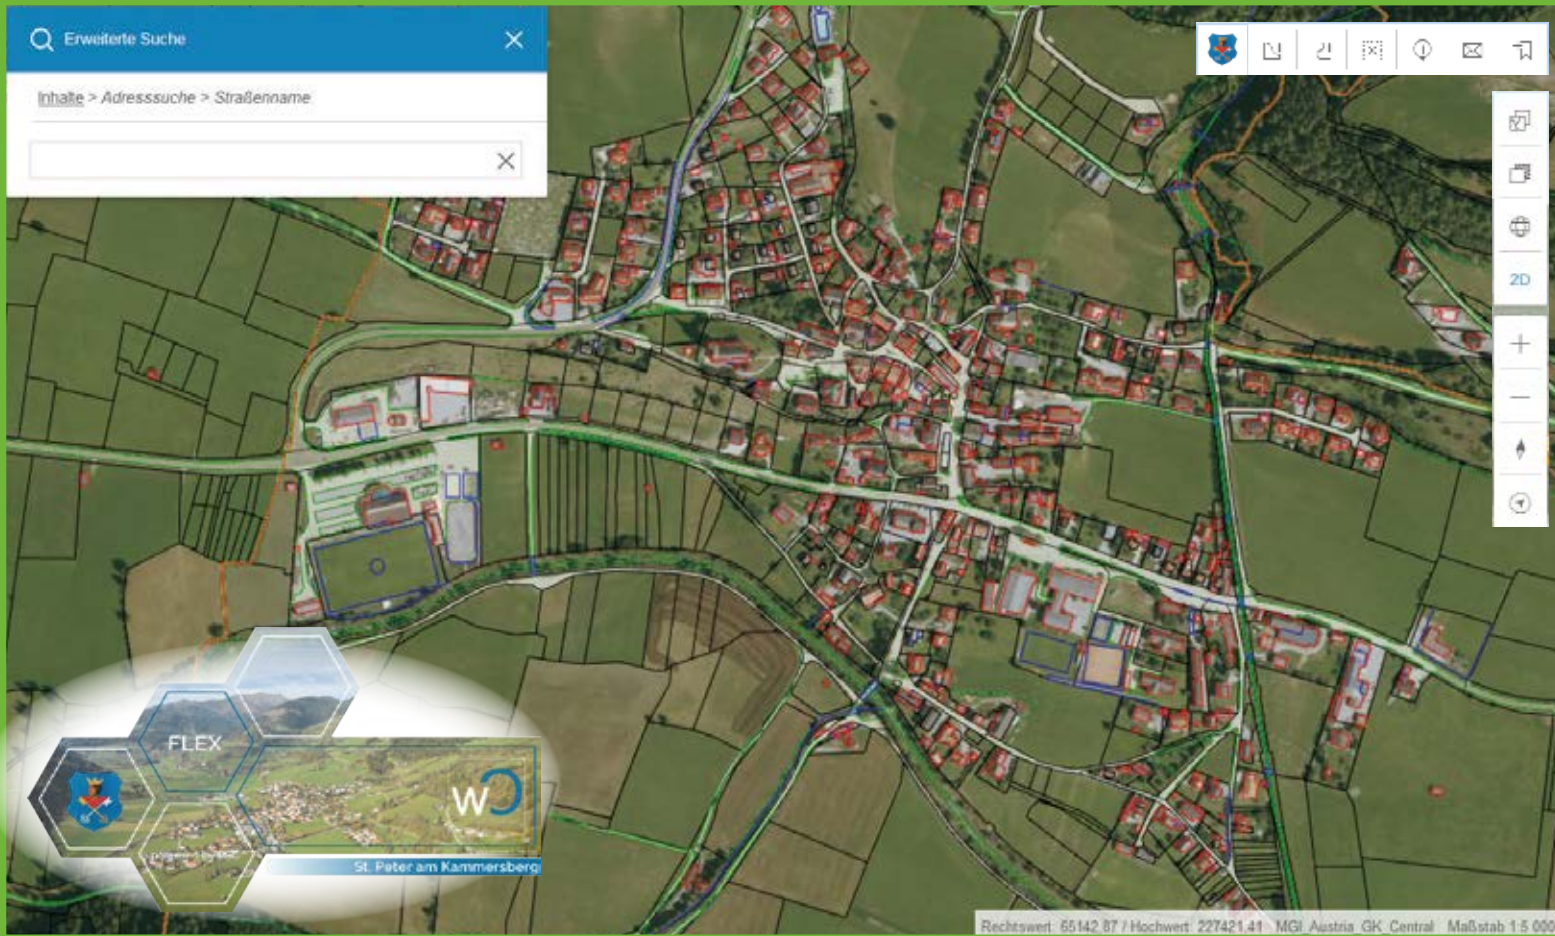 Erweiterte Suche
Inhalte > Adresssuche > Straßenname
2D
FLEX
WC
St. Peter am Kammersberg
Rechtswert: 65142.87 / Hochwert: 227421.41 MGI_Austria_GK_Central Maßstab 1:5 000